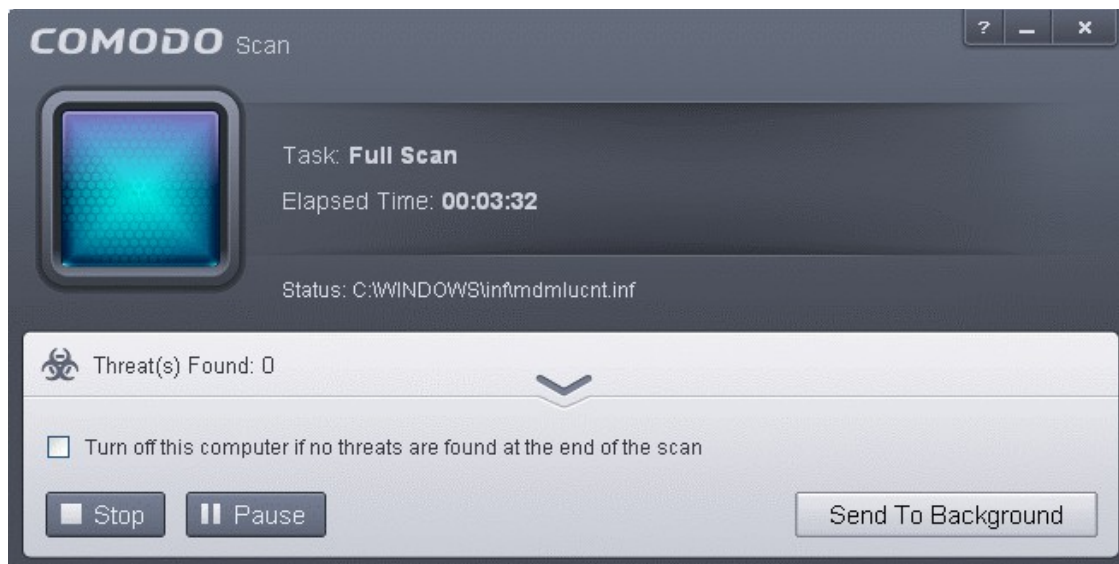 COMODO Scan
? – ×
Task: Full Scan
Elapsed Time: 00:03:32
Status: C:\WINDOWS\inf\mdmlucnt.inf
Threat(s) Found: 0
Turn off this computer if no threats are found at the end of the scan
Stop Pause Send To Background